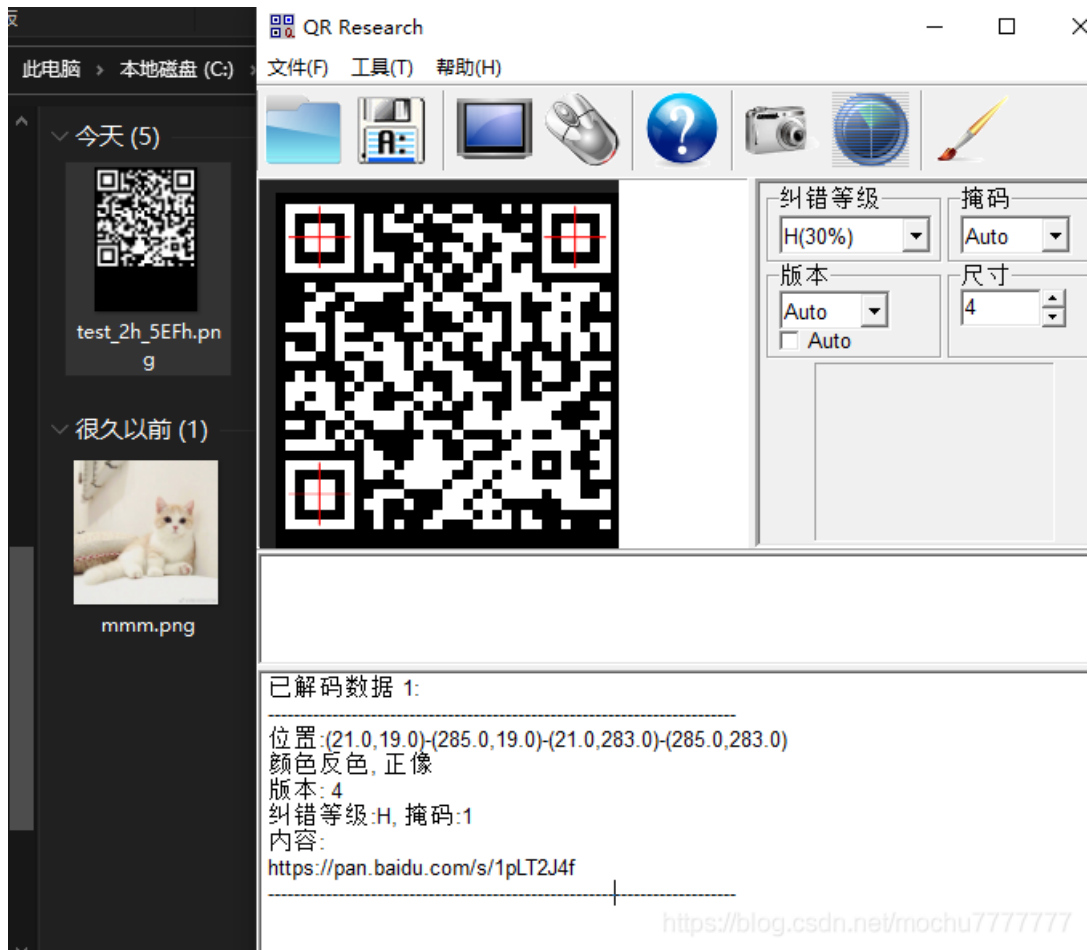 QR Research
文件(F) 工具(T) 帮助(H)
此电脑 > 本地磁盘 (C:) >
今天 (5)
test_2h_5EFh.pn
g
很久以前 (1)
mmm.png
A:
?
纠错等级
H(30%)
掩码
Auto
版本
Auto
Auto
尺寸
4
已解码数据 1:
位置:(21.0,19.0)-(285.0,19.0)-(21.0,283.0)-(285.0,283.0)
颜色反色, 正像
版本: 4
纠错等级:H, 掩码:1
内容:
https://pan.baidu.com/s/1pLT2J4f
https://blog.csdn.net/mochu7777777